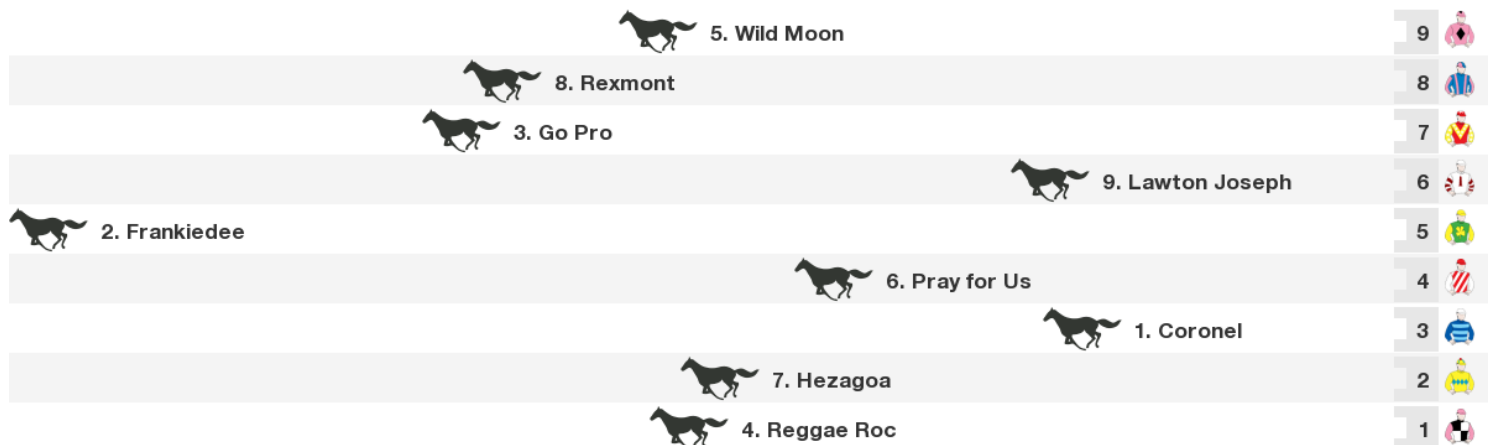 5. Wild Moon 9
8. Rexmont 8
3. Go Pro 7
9. Lawton Joseph 6
2. Frankiedee 5
6. Pray for Us 4
1. Coronel 3
7. Hezagoa 2
4. Reggae Roc 1